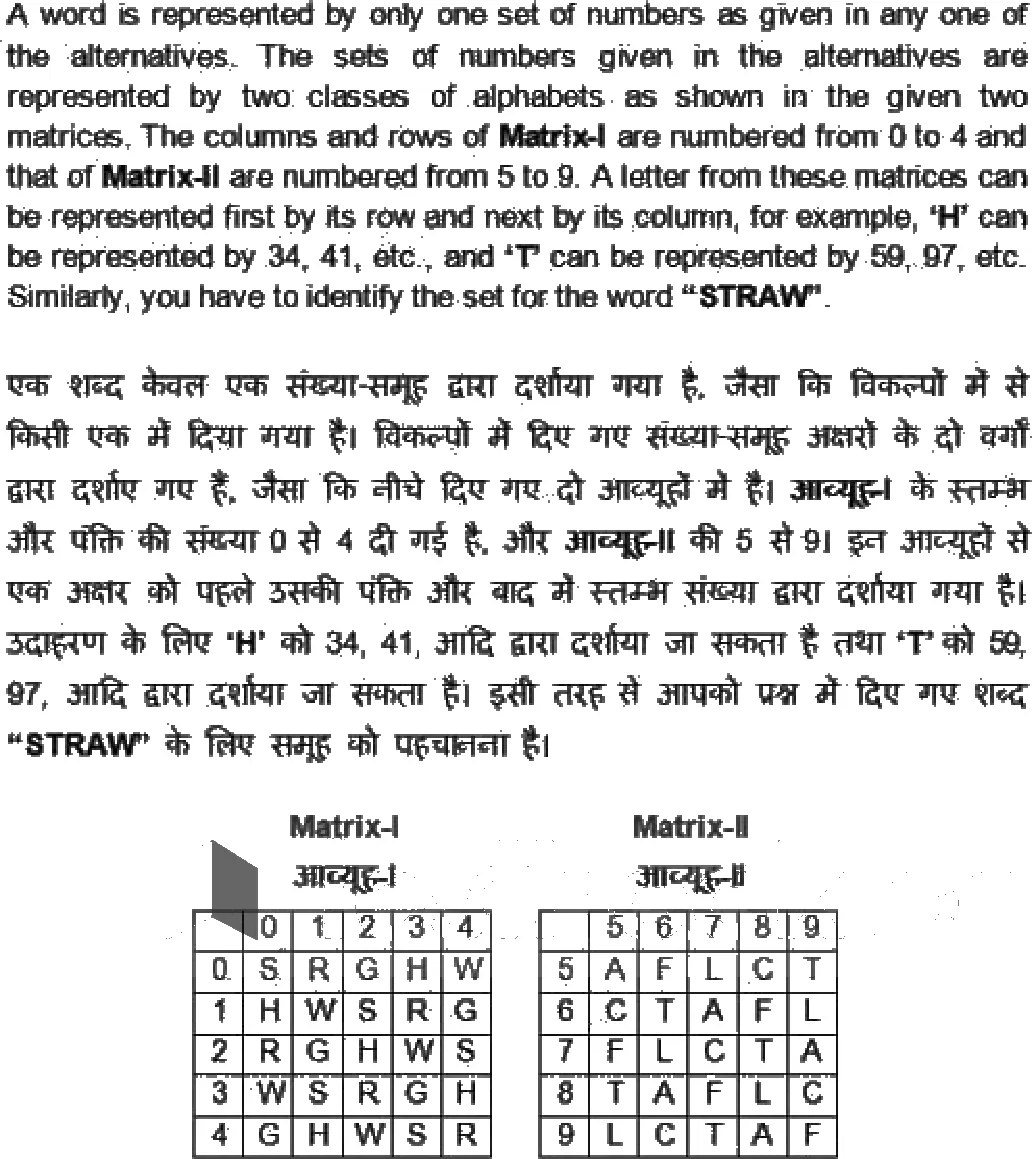 A word is represented by only one set of numbers as given in any one of
the alternatives. The sets of numbers given in the alternatives are
represented by two classes of alphabets as shown in the given two
matrices. The columns and rows of Matrix-I are numbered from 0 to 4 and
that of Matrix-II are numbered from 5 to 9. A letter from these matrices can
be represented first by its row and next by its column, for example, 'H' can
be represented by 34, 41, etc., and 'T' can be represented by 59, 97, etc.
Similarly, you have to identify the set for the word "STRAW".
एक शब्द केवल एक संख्या-समूह द्वारा दर्शाया गया है, जैसा कि विकल्पों में से
किसी एक में दिया गया है। विकल्पों में दिए गए संख्या-समूह अक्षरों के दो वर्गों
द्वारा दर्शाए गए हैं, जैसा कि नीचे दिए गए दो आव्यूहों में है। आव्यूह-I के स्तम्भ
और पंक्ति की संख्या 0 से 4 दी गई है, और आव्यूह-II की 5 से 9। इन आव्यूहों से
एक अक्षर को पहले उसकी पंक्ति और बाद में स्तम्भ संख्या द्वारा दर्शाया गया है।
उदाहरण के लिए 'H' को 34, 41, आदि द्वारा दर्शाया जा सकता है तथा 'T' को 59,
97, आदि द्वारा दर्शाया जा सकता है। इसी तरह से आपको प्रश्न में दिए गए शब्द
"STRAW" के लिए समूह को पहचानना है।
Matrix-I Matrix-II
आव्यूह-I आव्यूह-II
0 1 2 3 4 5 6 7 8 9
0 S R G H W 5 A F L C T
1 H W S R G 6 C T A F L
2 R G H W S 7 F L C T A
3 W S R G H 8 T A F L C
4 G H W S R 9 L C T A F